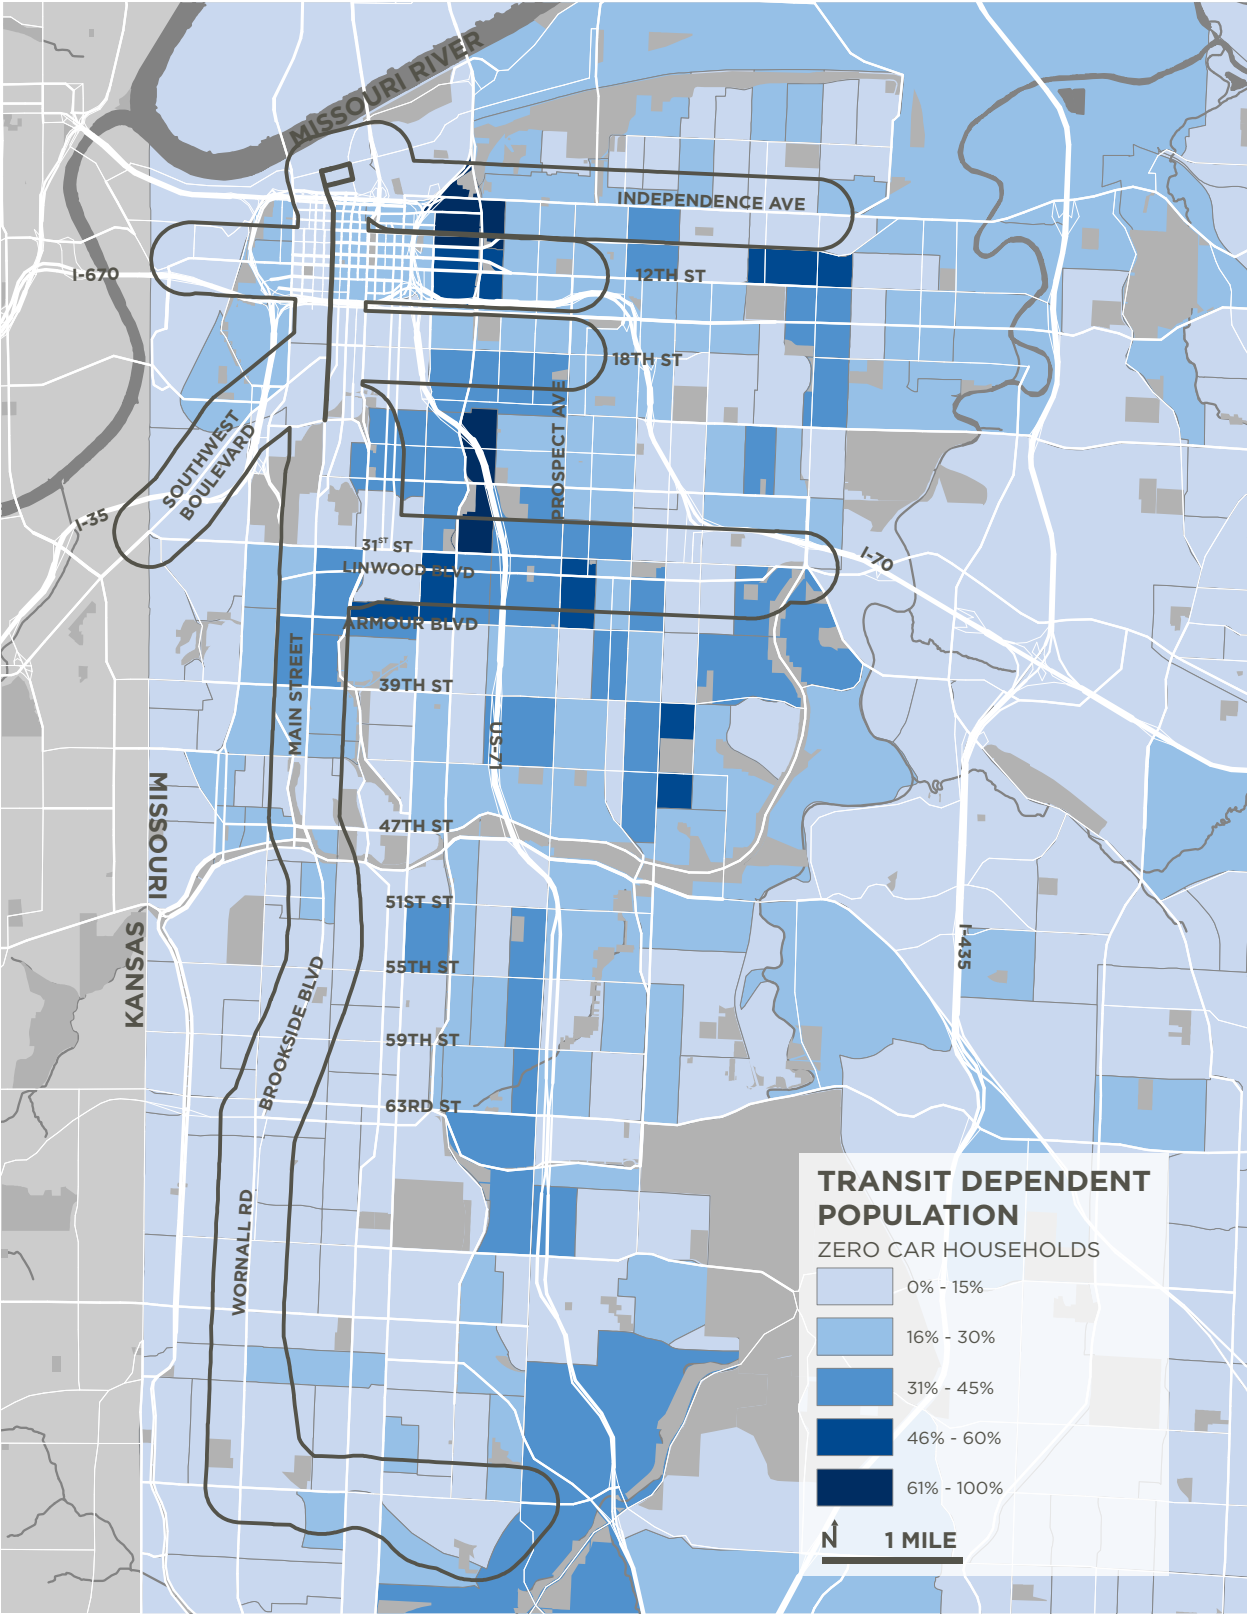 MISSOURI RIVER
INDEPENDENCE AVE
I-670
12TH ST
18TH ST
PROSPECT AVE
SOUTHWEST
BOULEVARD
I-35
31ST ST
LINWOOD BLVD
I-70
ARMOUR BLVD
MAIN STREET
39TH ST
US-71
MISSOURI
KANSAS
47TH ST
51ST ST
I-435
55TH ST
BROOKSIDE BLVD
59TH ST
63RD ST
WORNALL RD
TRANSIT DEPENDENT
POPULATION
ZERO CAR HOUSEHOLDS
0% - 15%
16% - 30%
31% - 45%
46% - 60%
61% - 100%
N 1 MILE